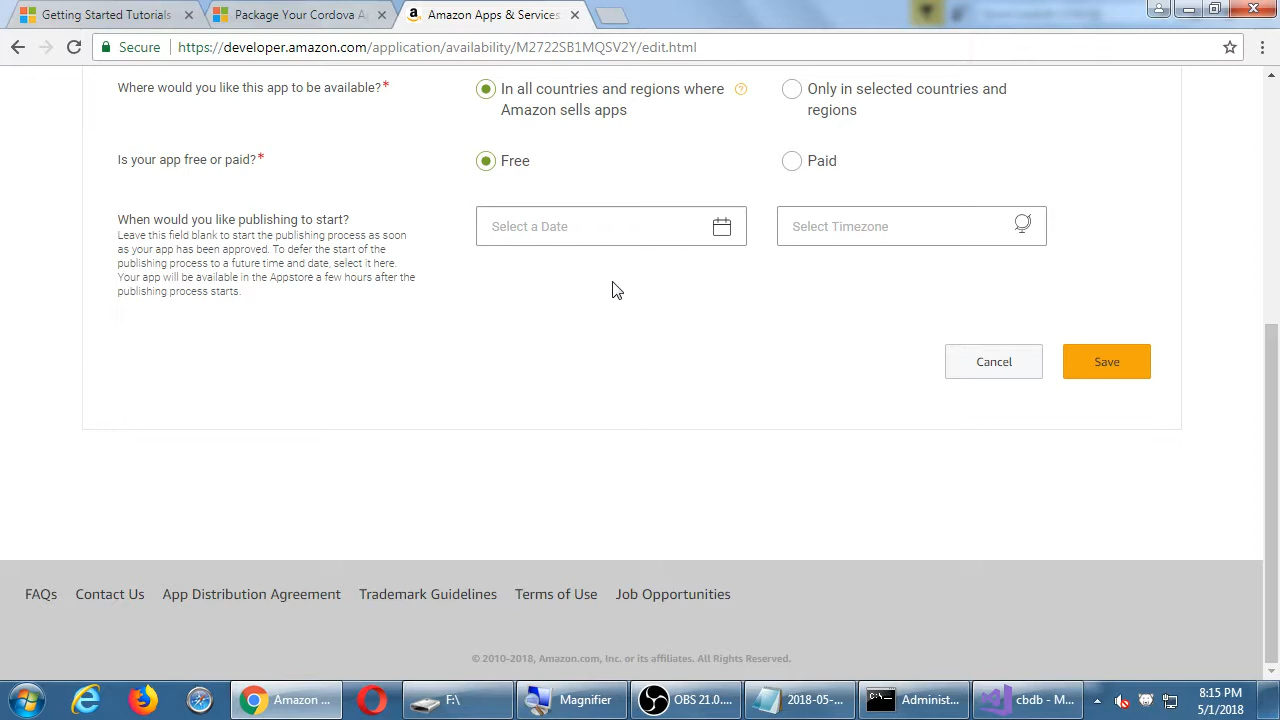 Getting Started Tutorials
Package Your Cordova A
Amazon Apps & Services
Secure
https://developer.amazon.com/application/availability/M2722SB1MQSV2Y/edit.html
Where would you like this app to be available?*
In all countries and regions where
Amazon sells apps
Only in selected countries and
regions
Is your app free or paid?*
Free
Paid
When would you like publishing to start?
Leave this field blank to start the publishing process as soon
as your app has been approved. To defer the start of the
publishing process to a future time and date, select it here.
Your app will be available in the Appstore a few hours after the
publishing process starts.
Select a Date
Select Timezone
Cancel
Save
FAQs
Contact Us
App Distribution Agreement
Trademark Guidelines
Terms of Use
Job Opportunities
© 2010-2018, Amazon.com, Inc. or its affiliates. All Rights Reserved.
Amazon ...
F:\
Magnifier
OBS 21.0....
2018-05-...
Administ...
cbdb - M...
8:15 PM
5/1/2018